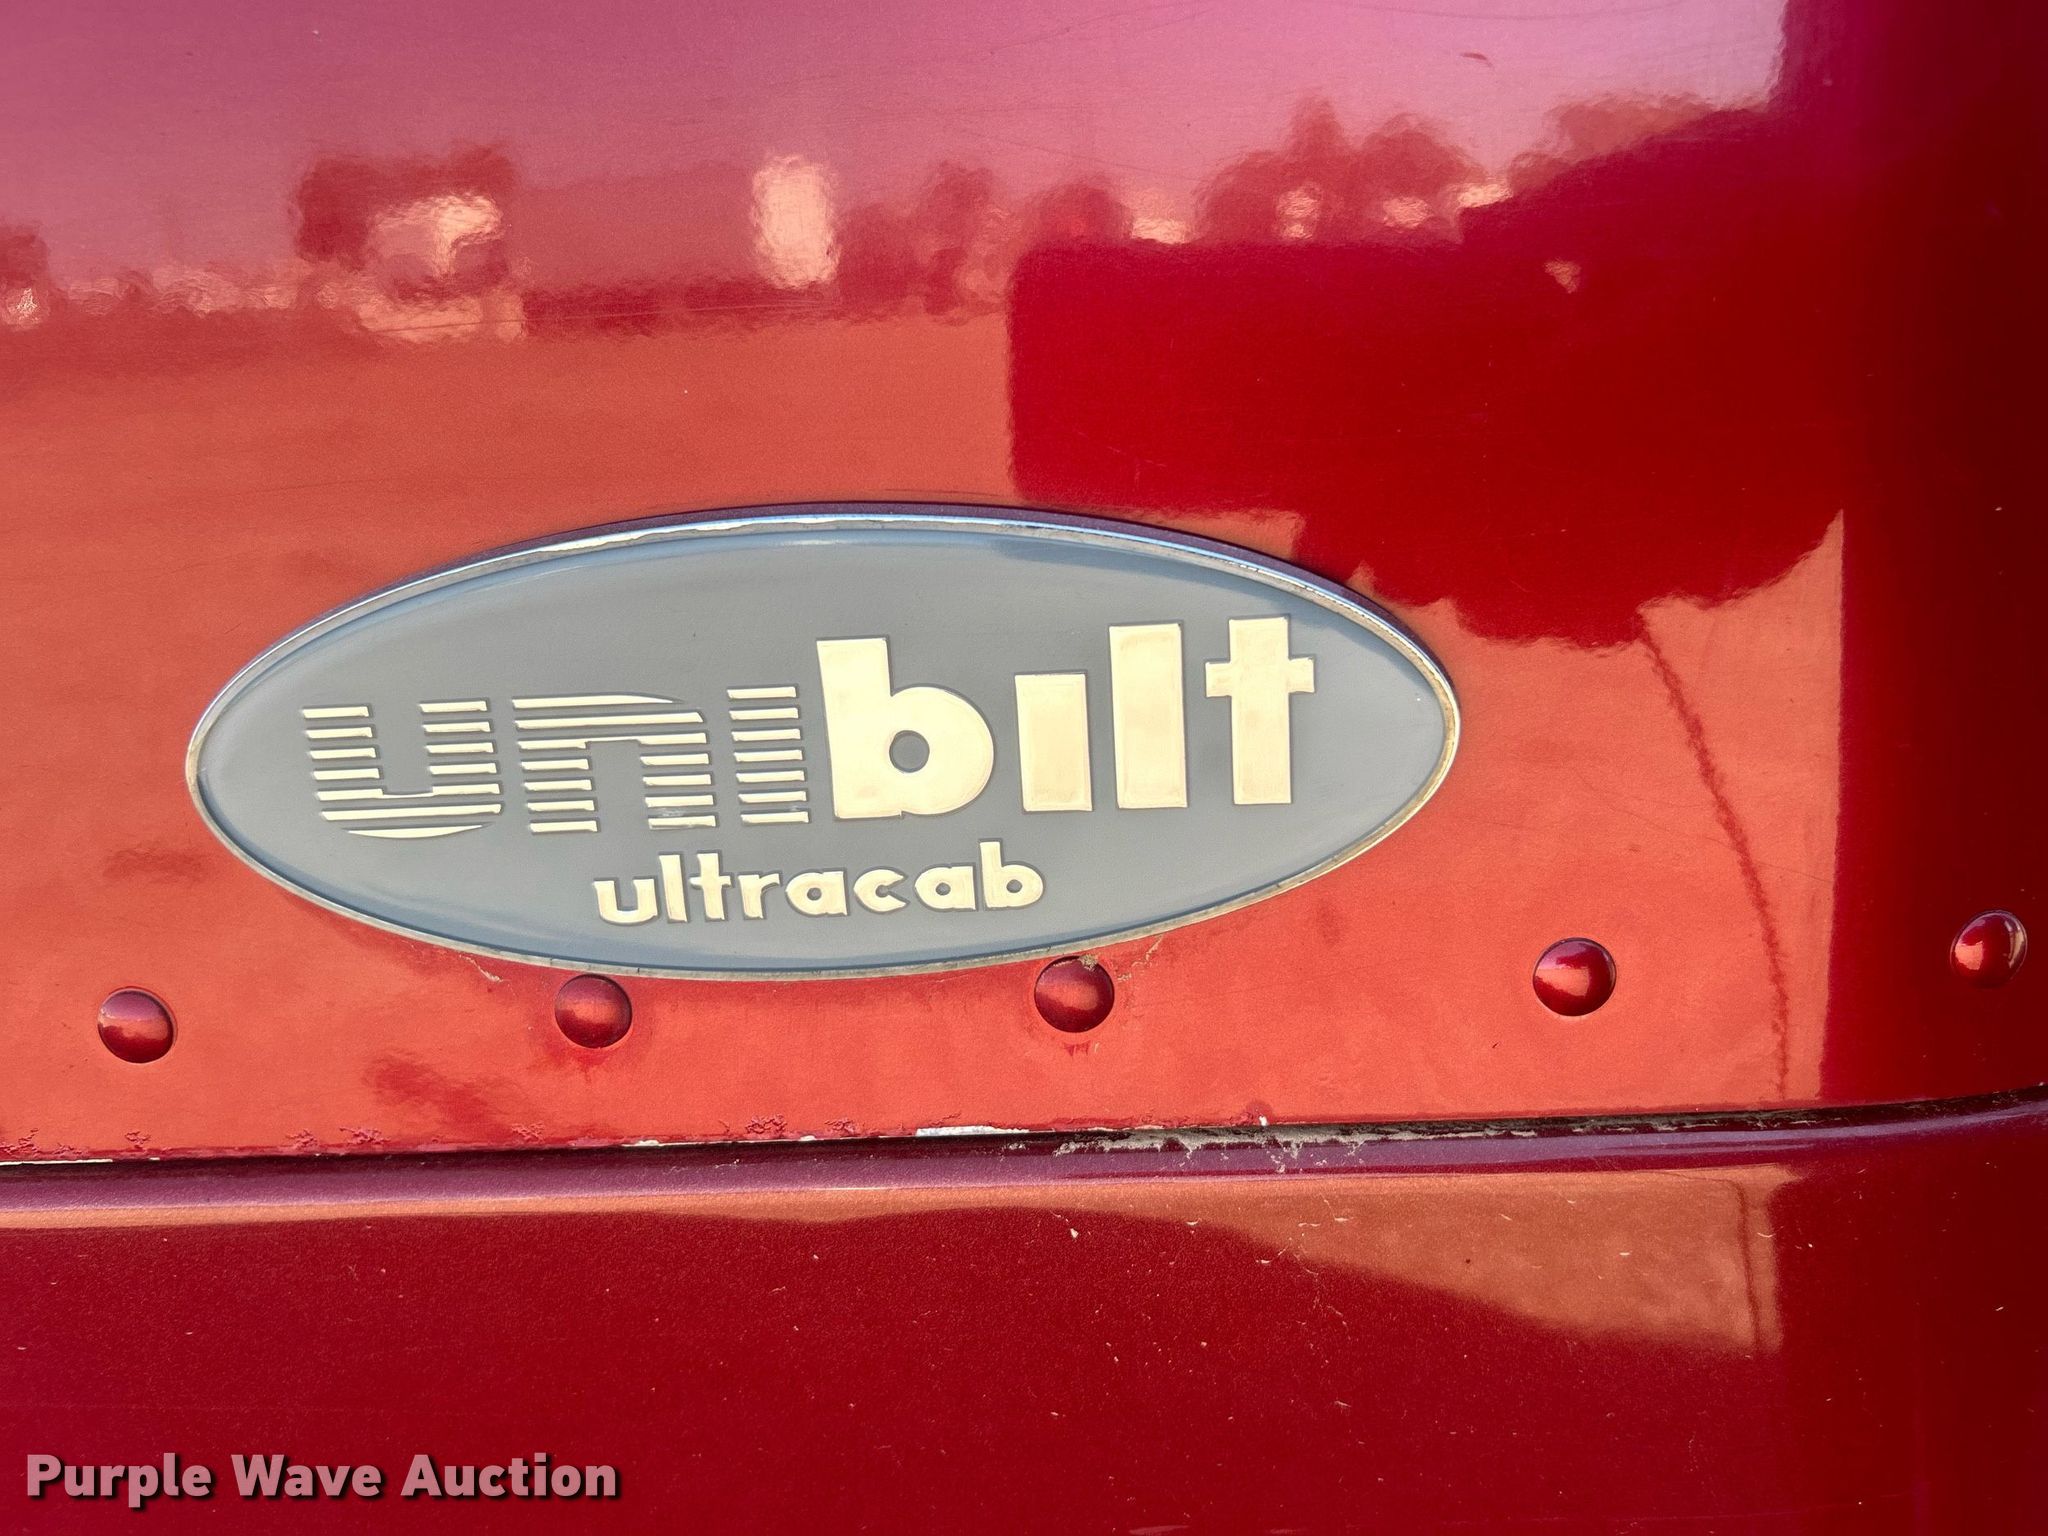 unibilt
ultracab
Purple Wave Auction